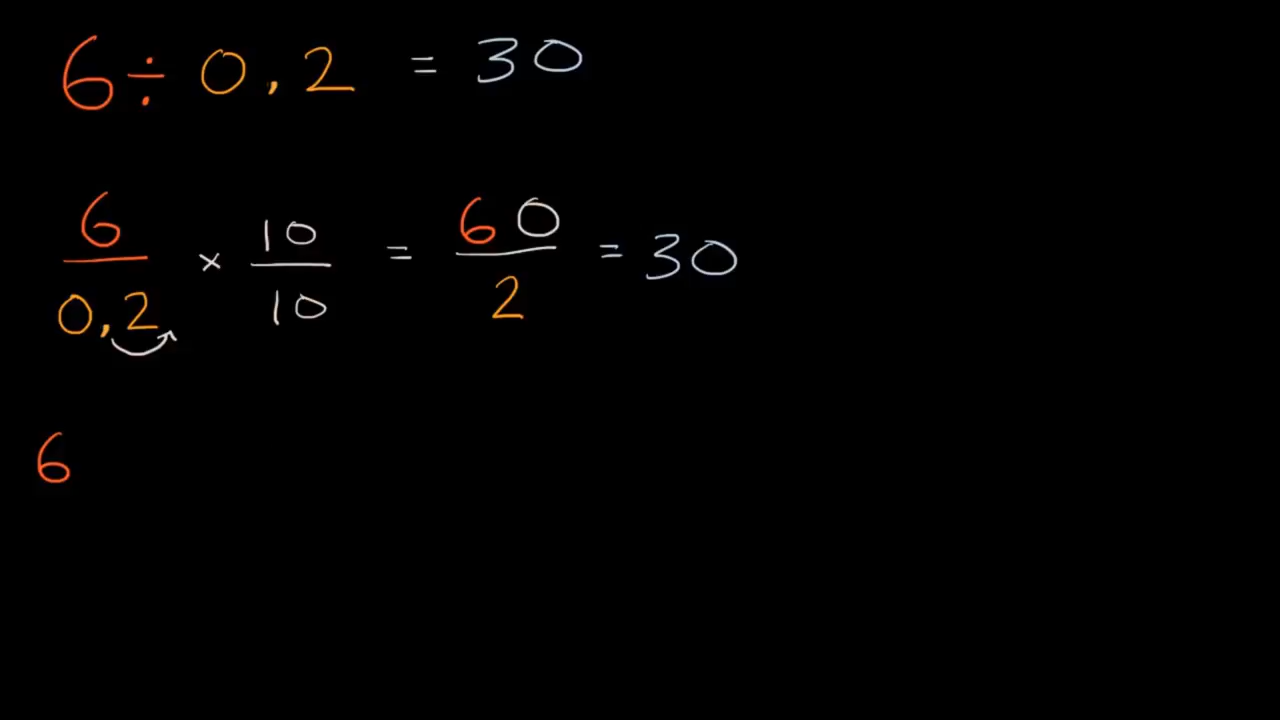 6 ÷ 0,2 = 30
6/0,2 × 10/10 = 60/2 = 30
6